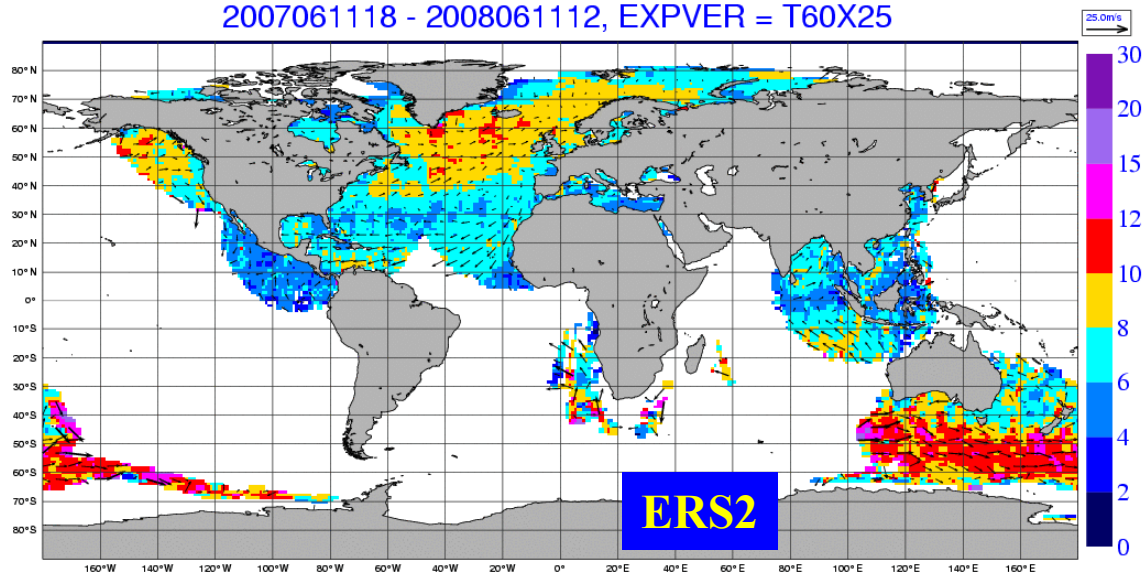 2007061118 - 2008061112, EXPVER = T60X25
25.0m/s
30
20
15
12
10
8
6
4
2
0
80°N
70°N
60°N
50°N
40°N
30°N
20°N
10°N
0°
10°S
20°S
30°S
40°S
50°S
60°S
70°S
80°S
ERS2
160°W 140°W 120°W 100°W 80°W 60°W 40°W 20°W 0° 20°E 40°E 60°E 80°E 100°E 120°E 140°E 160°E